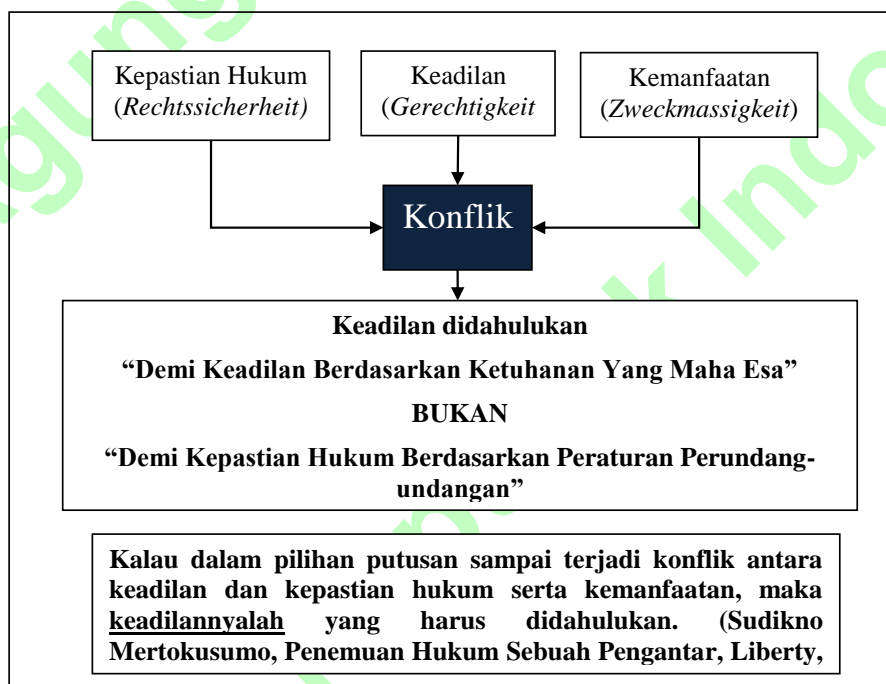 Kepastian Hukum
(Rechtssicherheit)
Keadilan
(Gerechtigkeit
Kemanfaatan
(Zweckmassigkeit)
Konflik
Keadilan didahulukan
“Demi Keadilan Berdasarkan Ketuhanan Yang Maha Esa”
BUKAN
“Demi Kepastian Hukum Berdasarkan Peraturan Perundang-
undangan”
Kalau dalam pilihan putusan sampai terjadi konflik antara
keadilan dan kepastian hukum serta kemanfaatan, maka
keadilannyalah yang harus didahulukan. (Sudikno
Mertokusumo, Penemuan Hukum Sebuah Pengantar, Liberty,